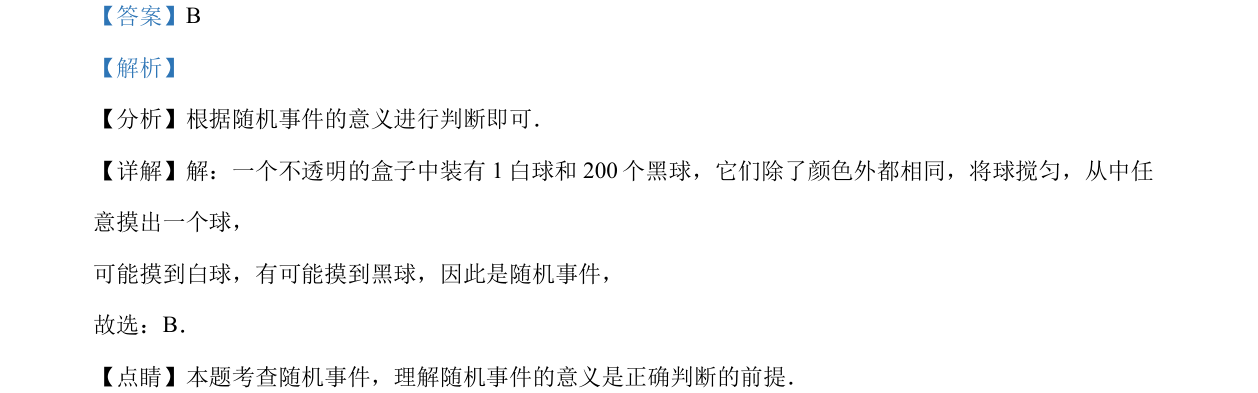 【答案】B
【解析】
【分析】根据随机事件的意义进行判断即可．
【详解】解：一个不透明的盒子中装有 1 白球和 200 个黑球，它们除了颜色外都相同，将球搅匀，从中任
意摸出一个球，
可能摸到白球，有可能摸到黑球，因此是随机事件，
故选：B．
【点睛】本题考查随机事件，理解随机事件的意义是正确判断的前提．